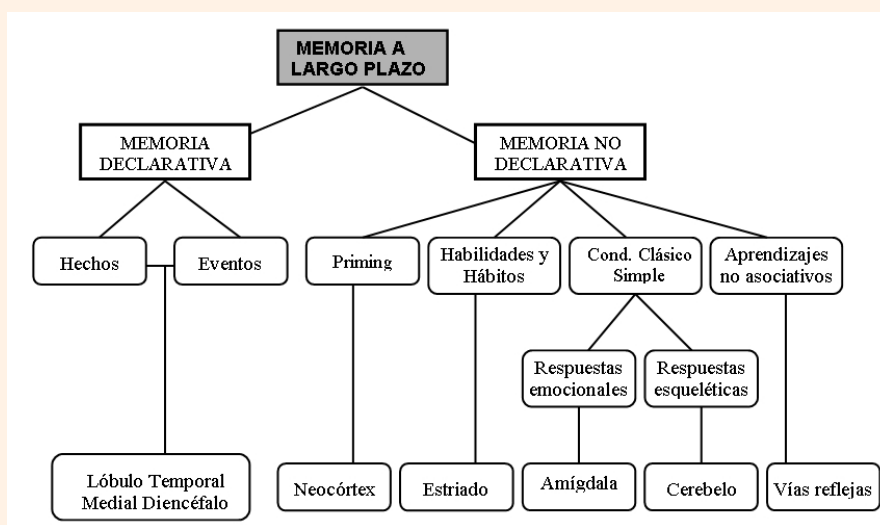 MEMORIA A
LARGO PLAZO
MEMORIA
DECLARATIVA
MEMORIA NO
DECLARATIVA
Hechos
Eventos
Priming
Habilidades y
Hábitos
Cond. Clásico
Simple
Aprendizajes
no asociativos
Respuestas
emocionales
Respuestas
esqueléticas
Lóbulo Temporal
Medial Diencéfalo
Neocórtex
Estriado
Amígdala
Cerebelo
Vías reflejas